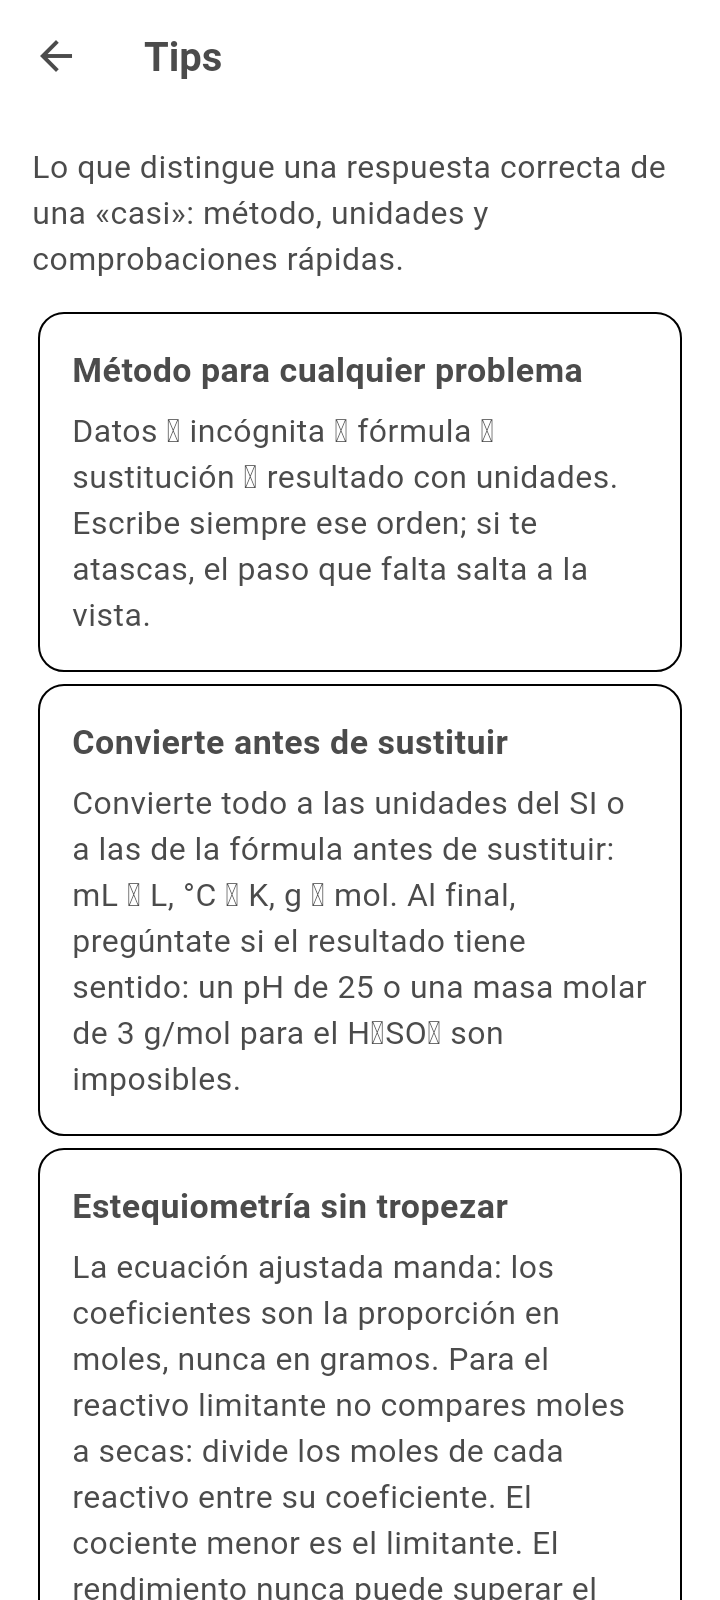 Tips
Lo que distingue una respuesta correcta de
una «casi»: método, unidades y
comprobaciones rápidas.
Método para cualquier problema
Datos 􏿮 incógnita 􏿮 fórmula 􏿮
sustitución 􏿮 resultado con unidades.
Escribe siempre ese orden; si te
atascas, el paso que falta salta a la
vista.
Convierte antes de sustituir
Convierte todo a las unidades del SI o
a las de la fórmula antes de sustituir:
mL 􏿮 L, °C 􏿮 K, g 􏿮 mol. Al final,
pregúntate si el resultado tiene
sentido: un pH de 25 o una masa molar
de 3 g/mol para el H􏿮SO􏿮 son
imposibles.
Estequiometría sin tropezar
La ecuación ajustada manda: los
coeficientes son la proporción en
moles, nunca en gramos. Para el
reactivo limitante no compares moles
a secas: divide los moles de cada
reactivo entre su coeficiente. El
cociente menor es el limitante. El
rendimiento nunca puede superar el